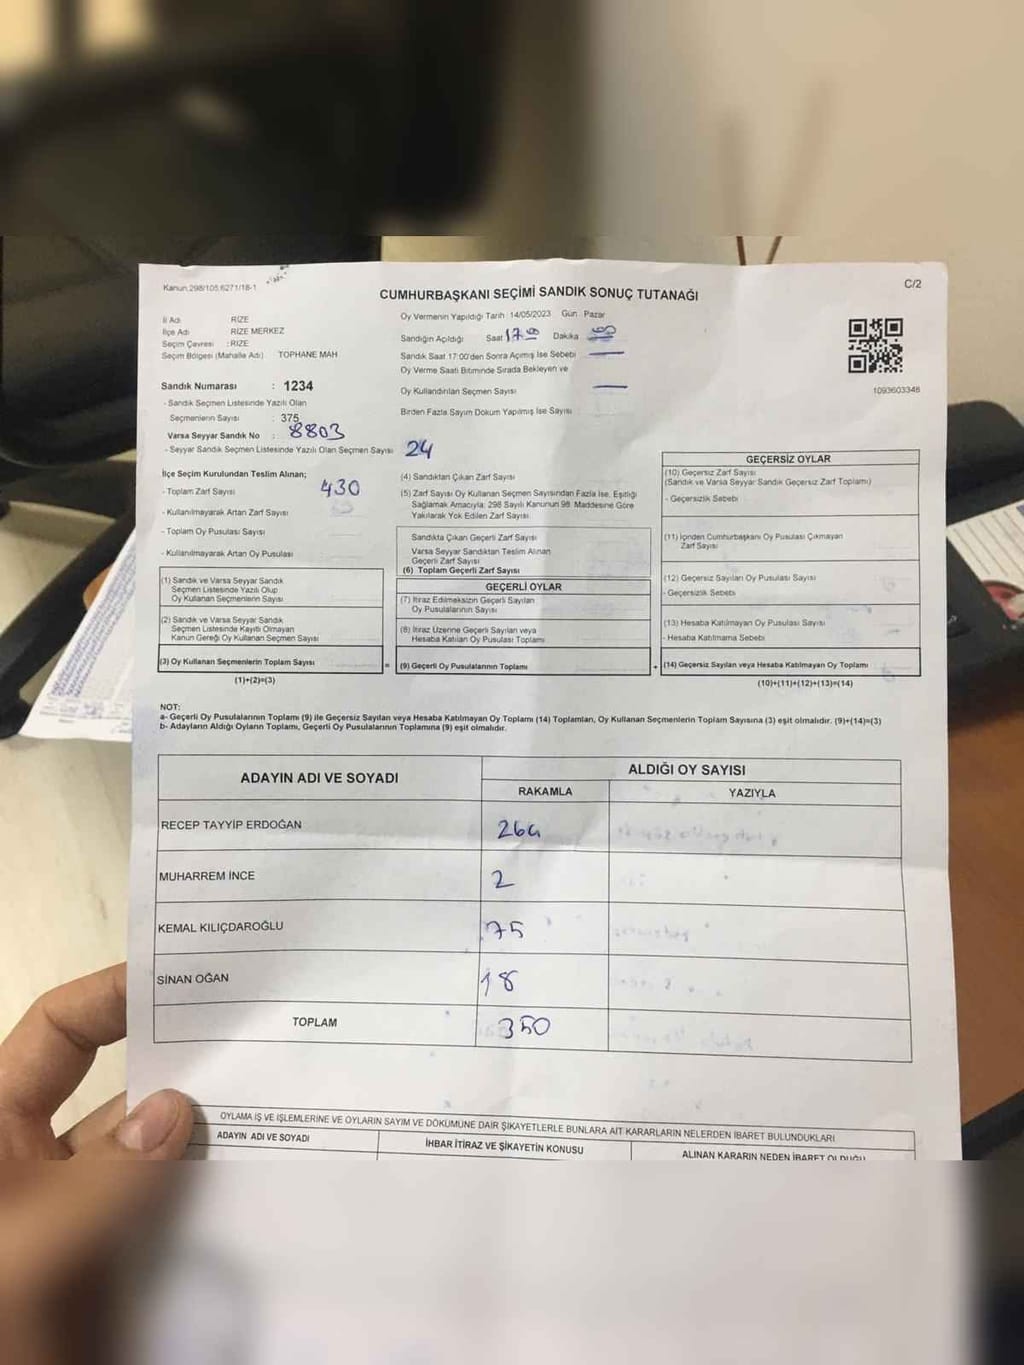 Kanun.298/105,6271/18-1
C/2
CUMHURBAŞKANI SEÇİMİ SANDIK SONUÇ TUTANAĞI
İl Adı RİZE
İlçe Adı RİZE MERKEZ
Seçim Çevresi : RİZE
Seçim Bölgesi (Mahalle Adı) TOPHANE MAH
Sandık Numarası : 1234
- Sandık Seçmen Listesinde Yazılı Olan
Seçmenlerin Sayısı : 375
Varsa Seyyar Sandık No : 8803
- Seyyar Sandık Seçmen Listesinde Yazılı Olan Seçmen Sayısı 24
Oy Vermenin Yapıldığı Tarih : 14/05/2023 Gün : Pazar
Sandığın Açıldığı Saat 17:00 Dakika
Sandık Saat 17:00'den Sonra Açımış İse Sebebi
Oy Verme Saati Bitiminde Sırada Bekleyen ve
Oy Kullandırılan Seçmen Sayısı
Birden Fazla Sayım Döküm Yapılmış İse Sayısı
1093603346
İlçe Seçim Kurulundan Teslim Alınan;
- Toplam Zarf Sayısı 430
- Kullanılmayarak Artan Zarf Sayısı
- Toplam Oy Pusulası Sayısı
- Kullanılmayarak Artan Oy Pusulası
(1) Sandık ve Varsa Seyyar Sandık
Seçmen Listesinde Yazılı Olup
Oy Kullanan Seçmenlerin Sayısı
(2) Sandık ve Varsa Seyyar Sandık
Seçmen Listesinde Kayıtlı Olmayan
Kanun Gereği Oy Kullanan Seçmen Sayısı
(3) Oy Kullanan Seçmenlerin Toplam Sayısı
(1)+(2)=(3)
(4) Sandıktan Çıkan Zarf Sayısı
(5) Zarf Sayısı Oy Kullanan Seçmen Sayısından Fazla İse, Eşitliği
Sağlamak Amacıyla; 298 Sayılı Kanunun 98. Maddesine Göre
Yakılarak Yok Edilen Zarf Sayısı
Sandıkta Çıkan Geçerli Zarf Sayısı
Varsa Seyyar Sandıktan Teslim Alınan
Geçerli Zarf Sayısı
(6) Toplam Geçerli Zarf Sayısı
GEÇERLİ OYLAR
(7) İtiraz Edilmeksizin Geçerli Sayılan
Oy Pusulalarının Sayısı
(8) İtiraz Üzerine Geçerli Sayılan veya
Hesaba Katılan Oy Pusulası Toplamı
= (9) Geçerli Oy Pusulalarının Toplamı
GEÇERSİZ OYLAR
(10) Geçersiz Zarf Sayısı
(Sandık ve Varsa Seyyar Sandık Geçersiz Zarf Toplamı)
- Geçersizlik Sebebi
(11) İçinden Cumhurbaşkanı Oy Pusulası Çıkmayan
Zarf Sayısı
(12) Geçersiz Sayılan Oy Pusulası Sayısı
- Geçersizlik Sebebi
(13) Hesaba Katılmayan Oy Pusulası Sayısı
- Hesaba Katılmama Sebebi
+ (14) Geçersiz Sayılan veya Hesaba Katılmayan Oy Toplamı
(10)+(11)+(12)+(13)=(14)
NOT:
a- Geçerli Oy Pusulalarının Toplamı (9) ile Geçersiz Sayılan veya Hesaba Katılmayan Oy Toplamı (14) Toplamları, Oy Kullanan Seçmenlerin Toplam Sayısına (3) eşit olmalıdır. (9)+(14)=(3)
b- Adayların Aldığı Oyların Toplamı, Geçerli Oy Pusulalarının Toplamına (9) eşit olmalıdır.
ADAYIN ADI VE SOYADI
ALDIĞI OY SAYISI
RAKAMLA YAZIYLA
RECEP TAYYİP ERDOĞAN 264
MUHARREM İNCE 2
KEMAL KILIÇDAROĞLU 75
SİNAN OĞAN 18
TOPLAM 350
OYLAMA İŞ VE İŞLEMLERİNE VE OYLARIN SAYIM VE DÖKÜMÜNE DAİR ŞİKAYETLERLE BUNLARA AİT KARARLARIN NELERDEN İBARET BULUNDUKLARI
ADAYIN ADI VE SOYADI
İHBAR İTİRAZ VE ŞİKAYETİN KONUSU
ALINAN KARARIN NEDEN İBARET OLDUĞU